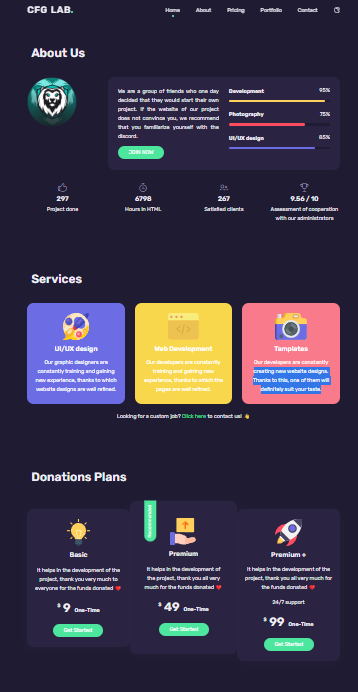 CFG LAB.
Home About Pricing Portfolio Contact
About Us
We are a group of friends who one day
decided that they would start their own
project. If the website of our project
does not convince you, we recommend
that you familiarize yourself with the
discord.
JOIN NOW
Development 95%
Photography 75%
UI/UX design 85%
297
Project done
6798
Hours in HTML
267
Satisfied clients
9.56 / 10
Assessment of cooperation
with our administrators
Services
UI/UX design
Our graphic designers are
constantly training and gaining
new experience, thanks to which
website designs are well refined.
Web Development
Our developers are constantly
training and gaining new
experience, thanks to which the
pages are well refined.
Templates
Our developers are constantly
creating new website designs.
Thanks to this, one of them will
definitely suit your taste.
Looking for a custom job? Click here to contact us! 👋
Donations Plans
Basic
It helps in the development of the
project, thank you very much to
everyone for the funds donated ❤️
$ 9 One-Time
Get Started
Recommended
Premium
It helps in the development of
the project, thank you all very
much for the funds donated ❤️
$ 49 One-Time
Get Started
Premium +
It helps in the development of the
project, thank you all very much for
the funds donated ❤️
24/7 support
$ 99 One-Time
Get Started